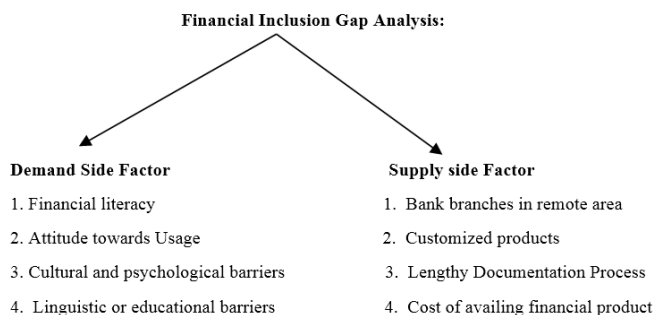 Financial Inclusion Gap Analysis:
Demand Side Factor
1. Financial literacy
2. Attitude towards Usage
3. Cultural and psychological barriers
4. Linguistic or educational barriers
Supply side Factor
1. Bank branches in remote area
2. Customized products
3. Lengthy Documentation Process
4. Cost of availing financial product